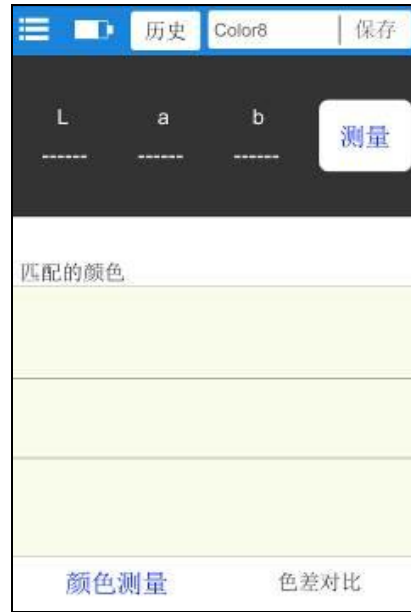 历史 Color8 保存
L a b
------ ------ ------ 测量
匹配的颜色
颜色测量 色差对比